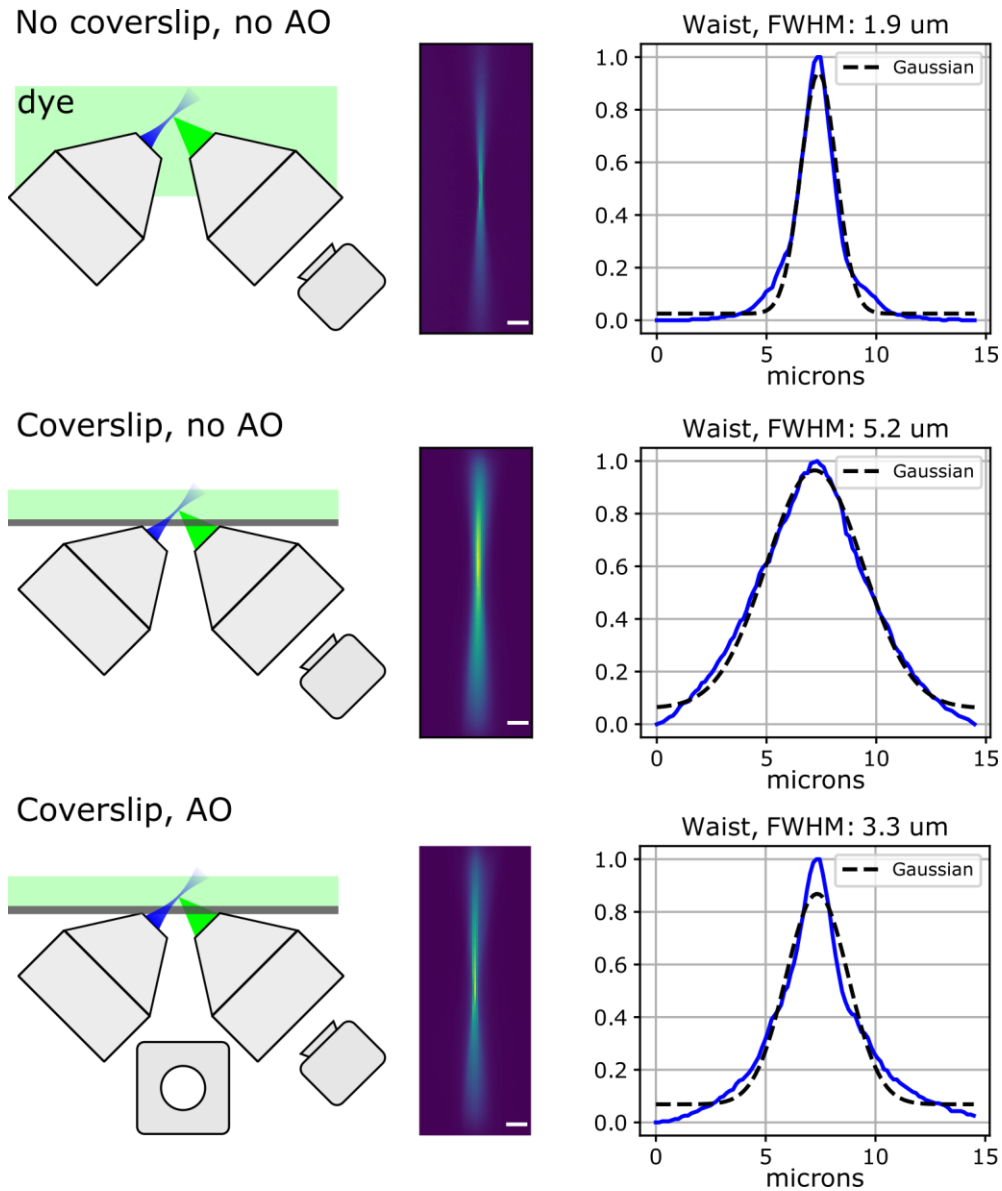 No coverslip, no AO
dye
Waist, FWHM: 1.9 um
Gaussian
1.0
0.8
0.6
0.4
0.2
0.0
0 5 10 15
microns
Coverslip, no AO
Waist, FWHM: 5.2 um
Gaussian
1.0
0.8
0.6
0.4
0.2
0.0
0 5 10 15
microns
Coverslip, AO
Waist, FWHM: 3.3 um
Gaussian
1.0
0.8
0.6
0.4
0.2
0.0
0 5 10 15
microns